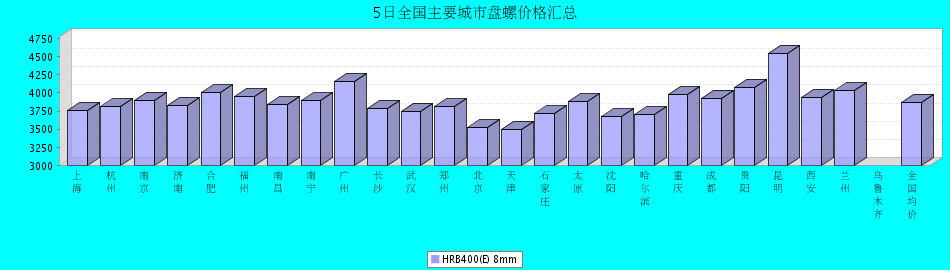 5日全国主要城市盘螺价格汇总
4750
4500
4250
4000
3750
3500
3250
3000
上海
杭州
南京
济南
合肥
福州
南昌
南宁
广州
长沙
武汉
郑州
北京
天津
石家庄
太原
沈阳
哈尔滨
重庆
成都
贵阳
昆明
西安
兰州
乌鲁木齐
全国均价
HRB400(E) 8mm